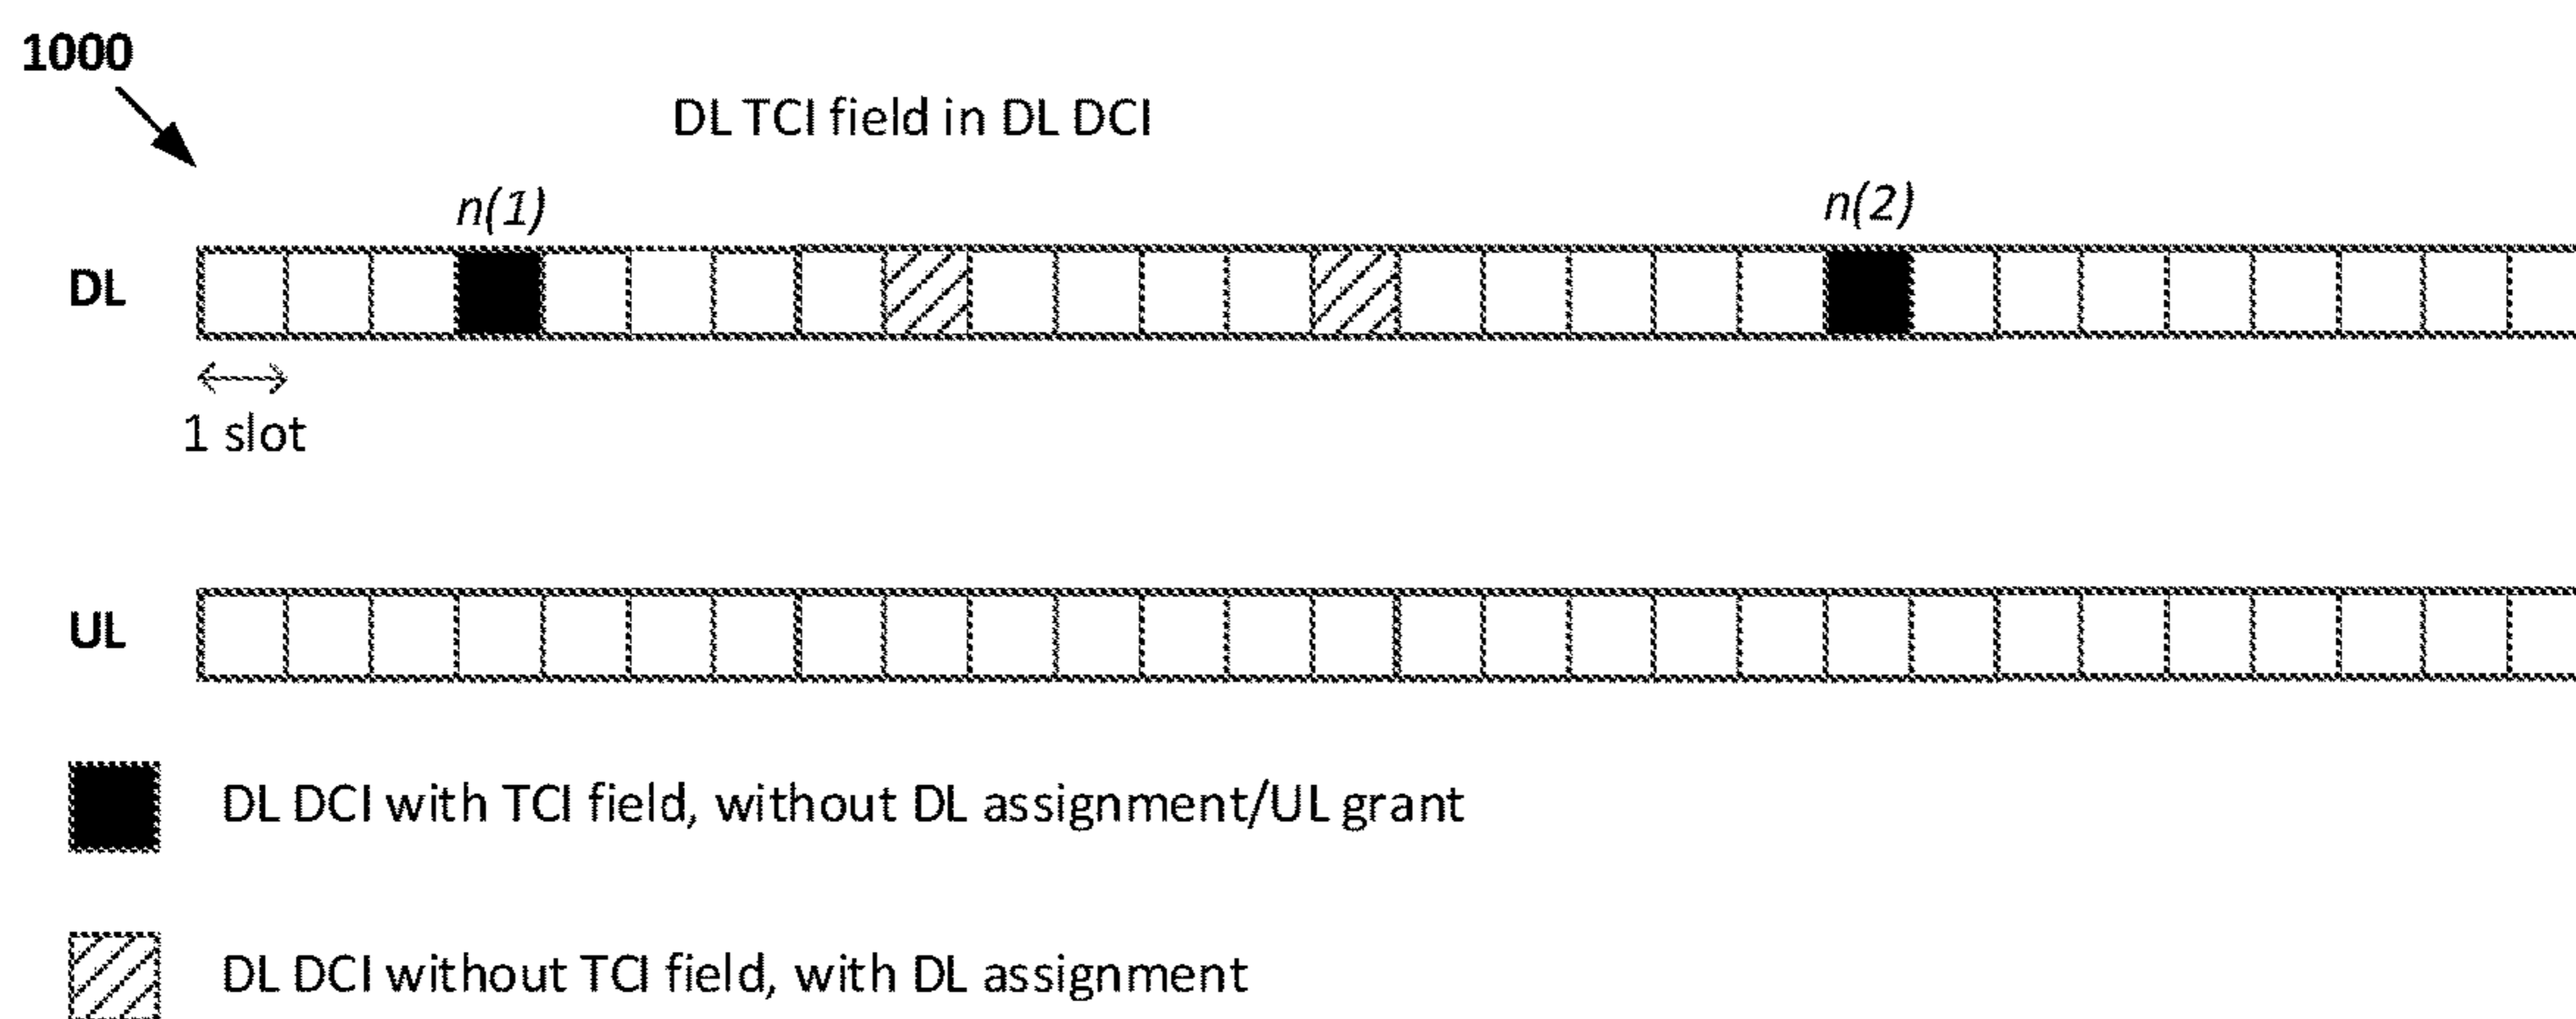 1000
DL TCI field in DL DCI
n(1)
n(2)
DL
1 slot
UL
DL DCI with TCI field, without DL assignment/UL grant
DL DCI without TCI field, with DL assignment